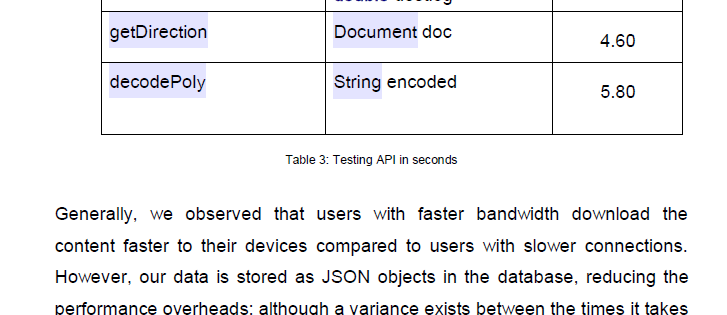 getDirection Document doc 4.60
decodePoly String encoded 5.80
Table 3: Testing API in seconds
Generally, we observed that users with faster bandwidth download the
content faster to their devices compared to users with slower connections.
However, our data is stored as JSON objects in the database, reducing the
performance overheads; although a variance exists between the times it takes